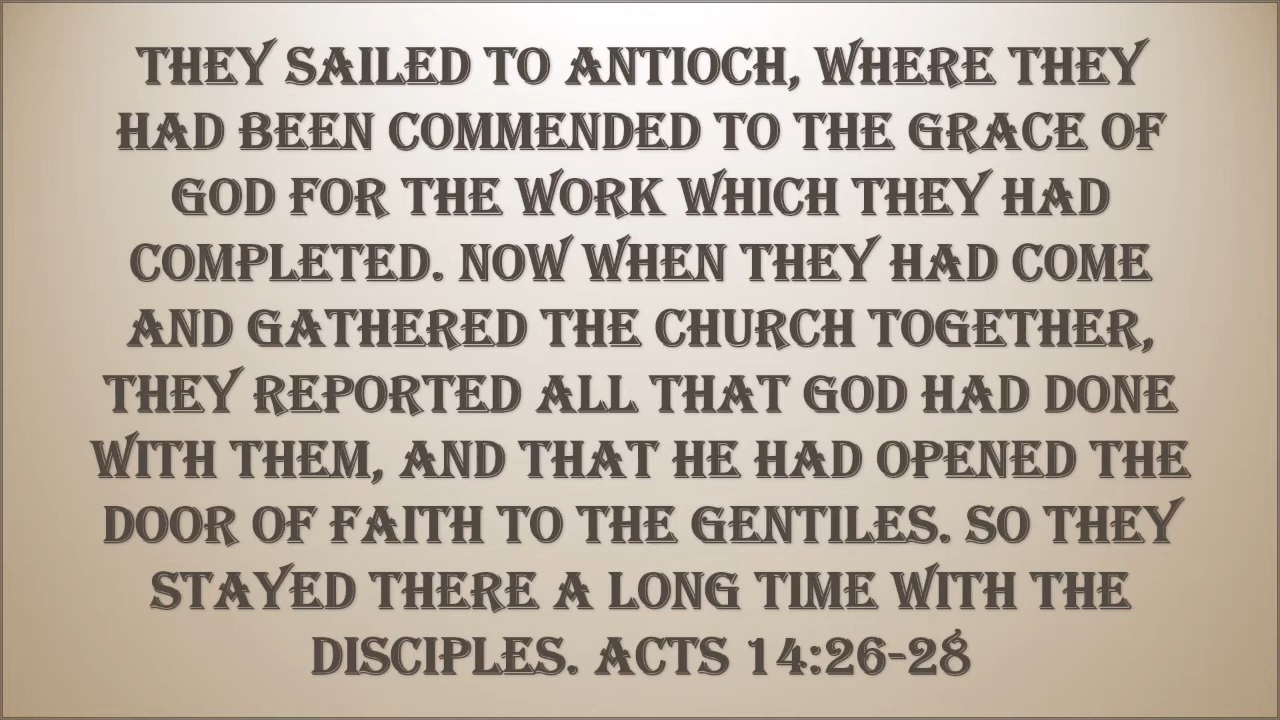 THEY SAILED TO ANTIOCH, WHERE THEY
HAD BEEN COMMENDED TO THE GRACE OF
GOD FOR THE WORK WHICH THEY HAD
COMPLETED. NOW WHEN THEY HAD COME
AND GATHERED THE CHURCH TOGETHER,
THEY REPORTED ALL THAT GOD HAD DONE
WITH THEM, AND THAT HE HAD OPENED THE
DOOR OF FAITH TO THE GENTILES. SO THEY
STAYED THERE A LONG TIME WITH THE
DISCIPLES. ACTS 14:26-28